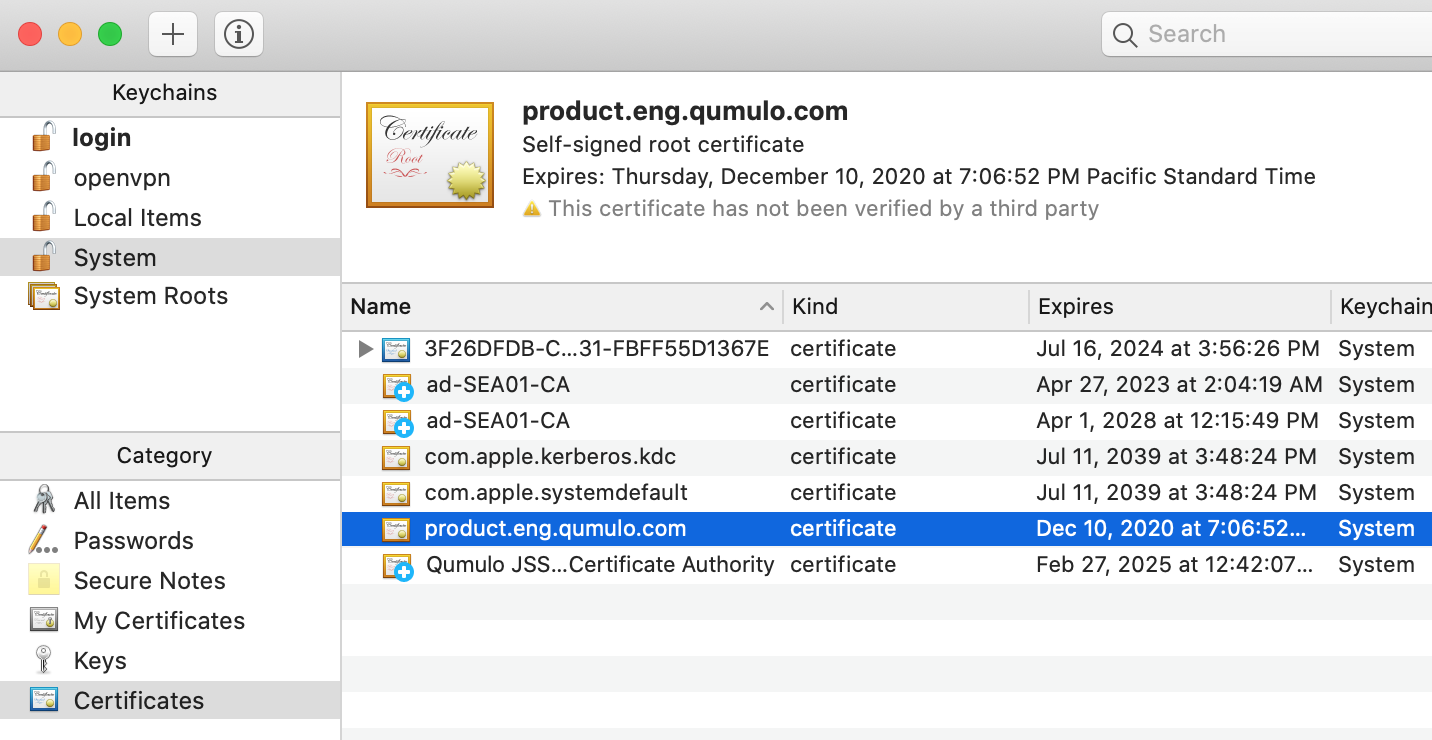 Search
Keychains
login
openvpn
Local Items
System
System Roots
Category
All Items
Passwords
Secure Notes
My Certificates
Keys
Certificates
Certificate
Root
product.eng.qumulo.com
Self-signed root certificate
Expires: Thursday, December 10, 2020 at 7:06:52 PM Pacific Standard Time
This certificate has not been verified by a third party
Name Kind Expires Keychain
3F26DFDB-C...31-FBFF55D1367E certificate Jul 16, 2024 at 3:56:26 PM System
ad-SEA01-CA certificate Apr 27, 2023 at 2:04:19 AM System
ad-SEA01-CA certificate Apr 1, 2028 at 12:15:49 PM System
com.apple.kerberos.kdc certificate Jul 11, 2039 at 3:48:24 PM System
com.apple.systemdefault certificate Jul 11, 2039 at 3:48:24 PM System
product.eng.qumulo.com certificate Dec 10, 2020 at 7:06:52... System
Qumulo JSS...Certificate Authority certificate Feb 27, 2025 at 12:42:07... System